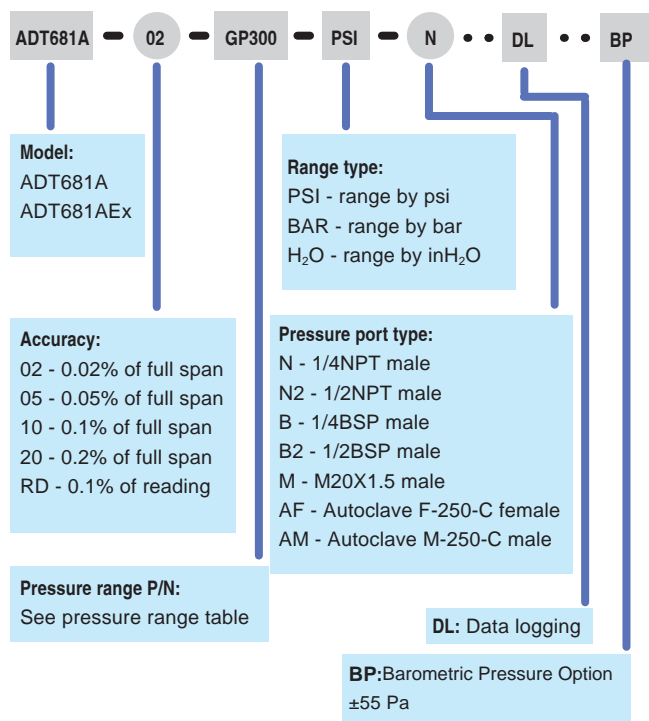 ADT681A - 02 - GP300 - PSI - N ·· DL ·· BP
Model:
ADT681A
ADT681AEx
Range type:
PSI - range by psi
BAR - range by bar
H₂O - range by inH₂O
Accuracy:
02 - 0.02% of full span
05 - 0.05% of full span
10 - 0.1% of full span
20 - 0.2% of full span
RD - 0.1% of reading
Pressure port type:
N - 1/4NPT male
N2 - 1/2NPT male
B - 1/4BSP male
B2 - 1/2BSP male
M - M20X1.5 male
AF - Autoclave F-250-C female
AM - Autoclave M-250-C male
Pressure range P/N:
See pressure range table
DL: Data logging
BP:Barometric Pressure Option
±55 Pa